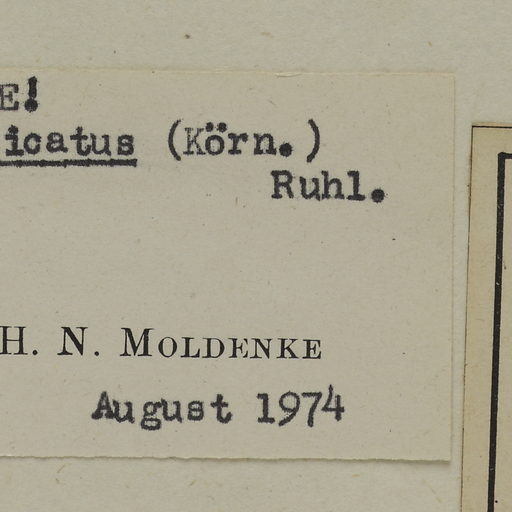 E!
icatus (Körn.)
Ruhl.
H. N. MOLDENKE
August 1974